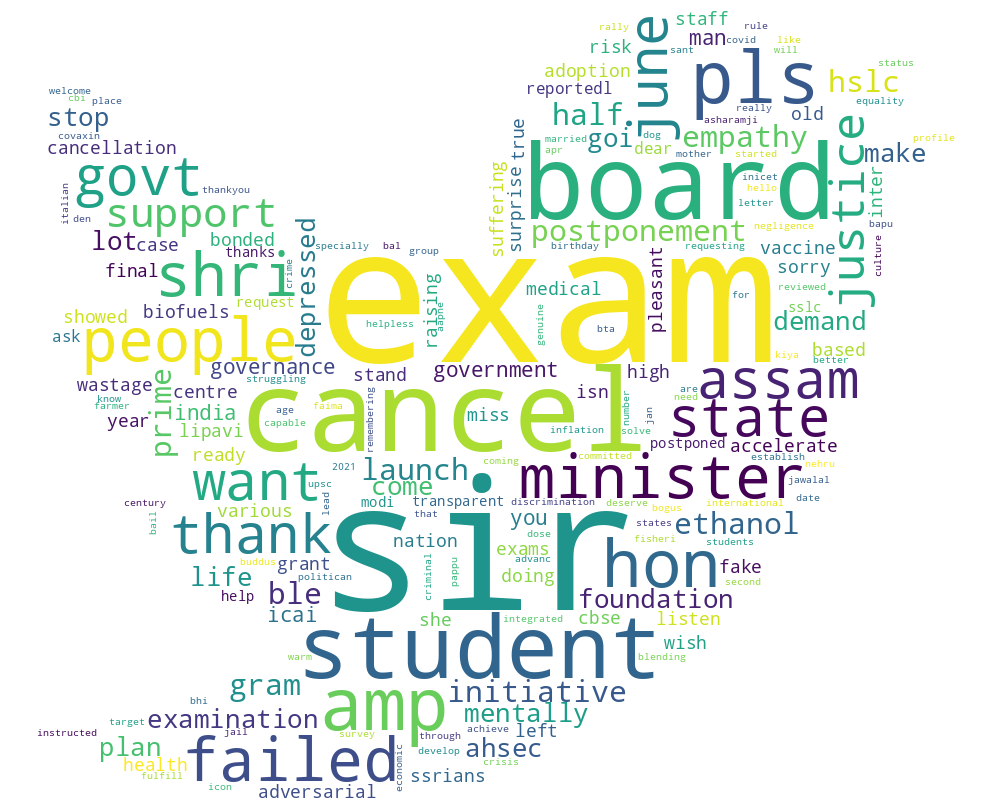 staff
rally
rule
man
covid
like
will
sant
june
risk
adoption
reportedl
pls
status
hslc
really
equality
asharamji
old
half
goi
true
married
apr
dog
dear
empathy
mother
started
board
inicet
hello
letter
negligence
profile
make
justice
inter
bapu
culture
welcome
cbi
place
stop
covaxin
cancellation
govt
thankyou
italian
den
support
lot
case
bonded
thanks
final
shri
crime
biofuels
request
showed
ask
people
depressed
specially
bal
group
suffering
surprise
birthday
postponement
requesting
vaccine
sorry
reviewed
for
medical
pleasant
sslc
demand
based
better
kiya
raising
aapne
helpless
genuine
bta
exam
governance
struggling
wastage
know
farmer
year
centre
india
lipavi
prime
age
capable
faima
stand
government
isn
high
are
need
assam
remembering
miss
inflation
number
solve
jan
cancel
state
postponed
accelerate
ready
want
2021
upsc
launch
come
coming
modi
transparent
committed
minister
establish
nehru
jawalal
date
century
various
lead
that
discrimination
deserve
bogus
international
bail
thank
nation
you
dose
exams
advanc
states
fisheri
ethanol
students
buddus
grant
politican
sir
criminal
pappu
doing
hon
fake
second
life
help
ble
foundation
icai
she
integrated
cbse
listen
wish
student
warm
blending
gram
initiative
bhi
amp
mentally
examination
target
jail
instructed
survey
through
achieve
left
plan
ahsec
health
failed
economic
develop
crisis
fulfill
icon
ssrians
adversarial